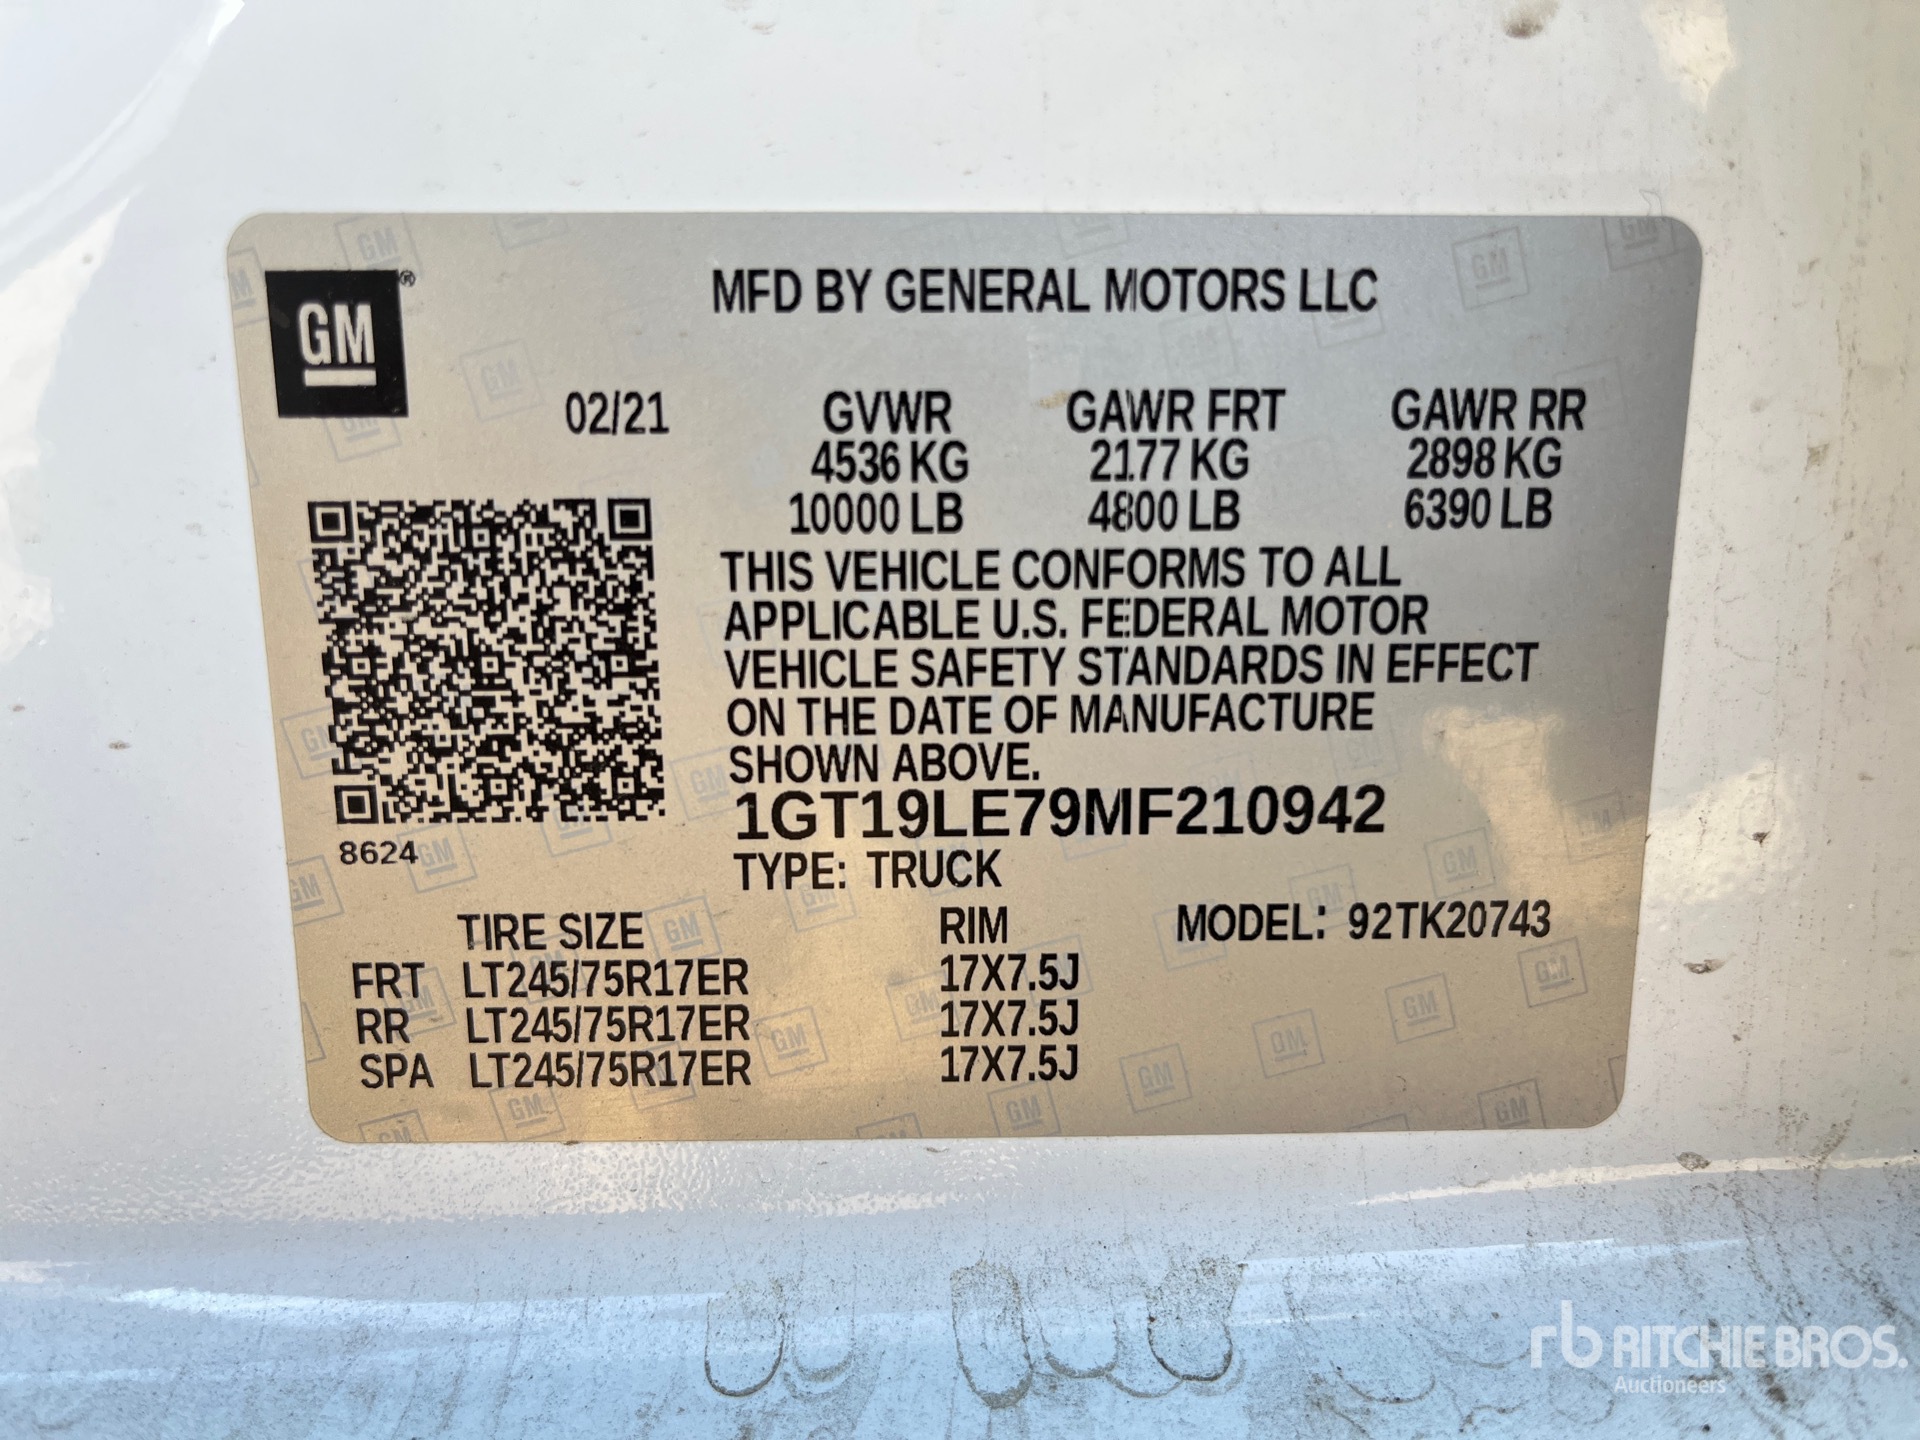 GM®
MFD BY GENERAL MOTORS LLC
02/21 GVWR GAWR FRT GAWR RR
4536 KG 2177 KG 2898 KG
10000 LB 4800 LB 6390 LB
THIS VEHICLE CONFORMS TO ALL
APPLICABLE U.S. FEDERAL MOTOR
VEHICLE SAFETY STANDARDS IN EFFECT
ON THE DATE OF MANUFACTURE
SHOWN ABOVE.
1GT19LE79MF210942
8624
TYPE: TRUCK
TIRE SIZE RIM MODEL: 92TK20743
FRT LT245/75R17ER 17X7.5J
RR LT245/75R17ER 17X7.5J
SPA LT245/75R17ER 17X7.5J
rb RITCHIE BROS.
Auctioneers